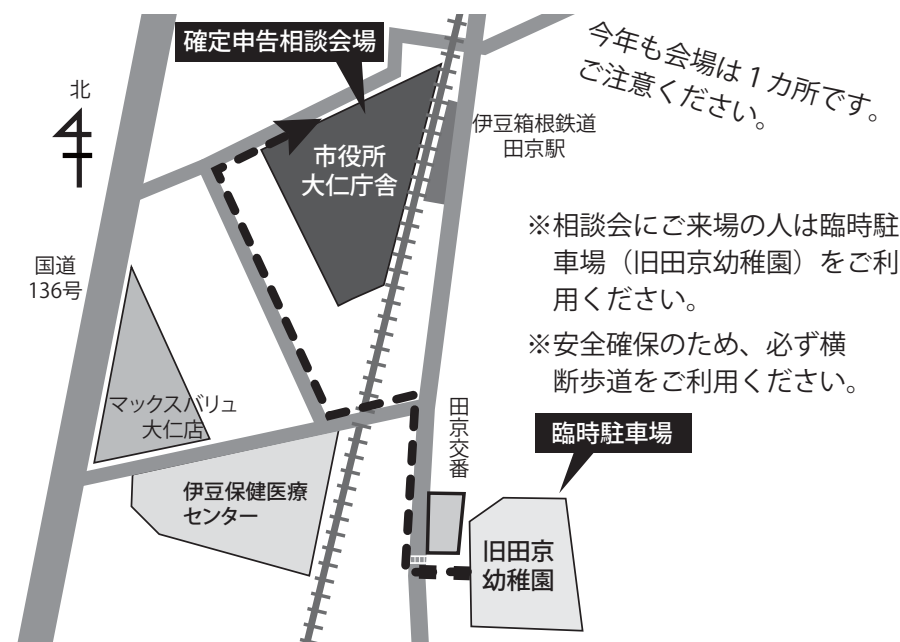 確定申告相談会場
今年も会場は1カ所です。
ご注意ください。
北
伊豆箱根鉄道
田京駅
市役所
大仁庁舎
※相談会にご来場の人は臨時駐
車場（旧田京幼稚園）をご利
用ください。
国道
136号
※安全確保のため、必ず横
断歩道をご利用ください。
マックスバリュ
大仁店
田京交番
臨時駐車場
伊豆保健医療
センター
旧田京
幼稚園